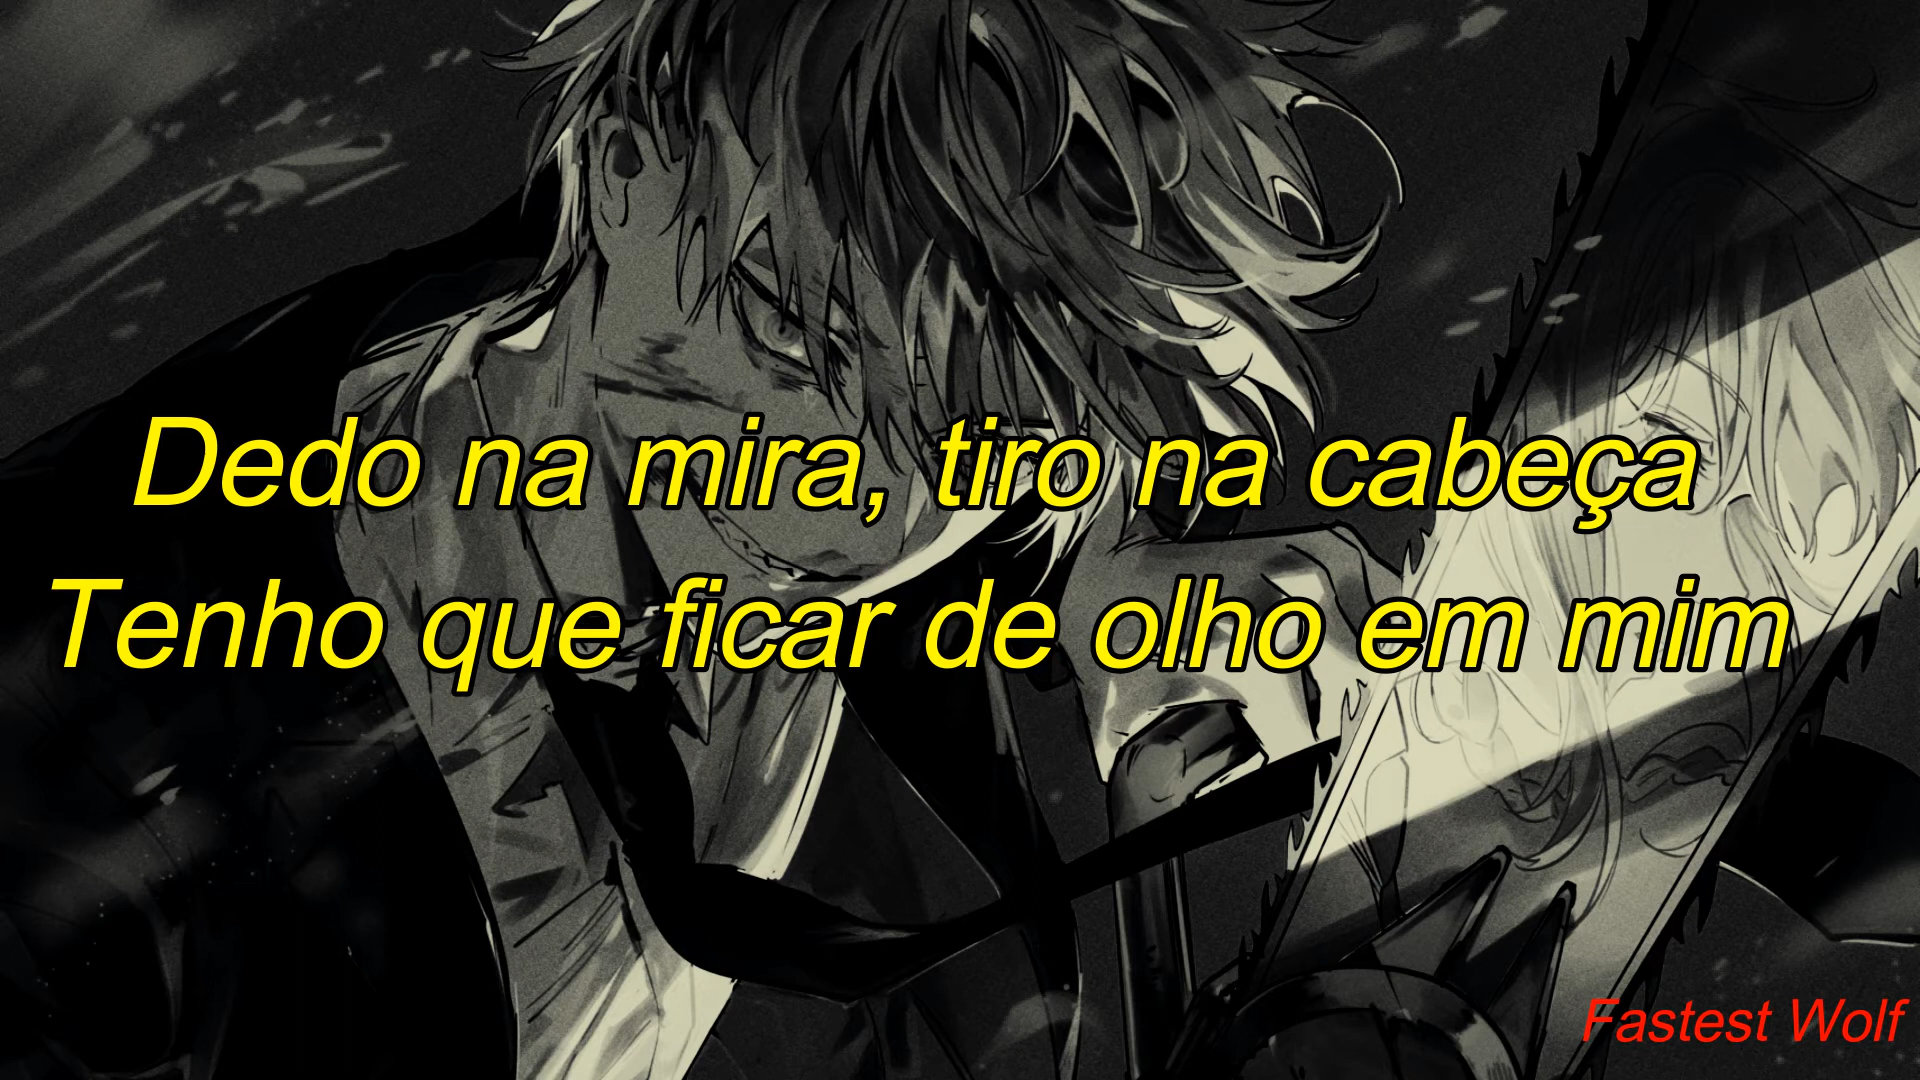 Dedo na mira, tiro na cabeça
Tenho que ficar de olho em mim
Fastest Wolf